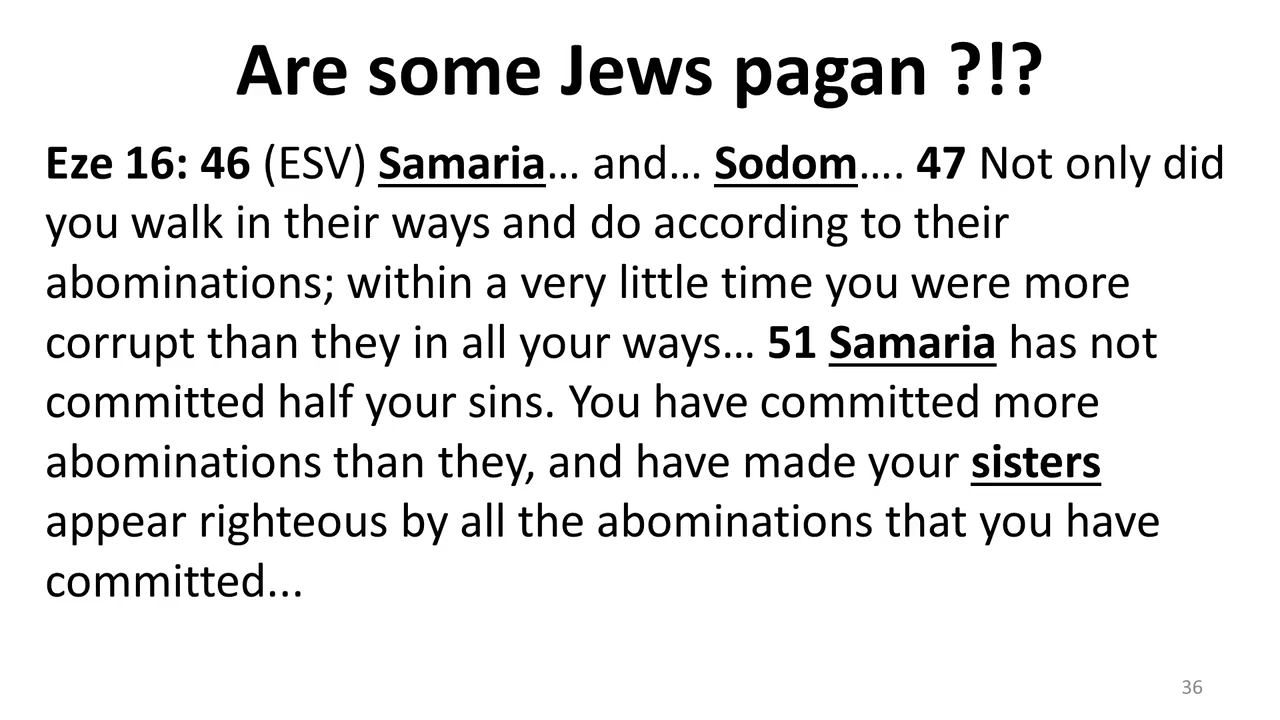 Are some Jews pagan ?!?
Eze 16: 46 (ESV) Samaria… and… Sodom…. 47 Not only did
you walk in their ways and do according to their
abominations; within a very little time you were more
corrupt than they in all your ways… 51 Samaria has not
committed half your sins. You have committed more
abominations than they, and have made your sisters
appear righteous by all the abominations that you have
committed...
36